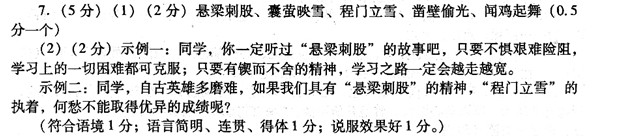 7.（5分）（1）（2分）悬梁刺股、囊萤映雪、程门立雪、凿壁偷光、闻鸡起舞（0.5
分一个）
（2）（2分）示例一：同学，你一定听过“悬梁刺股”的故事吧，只要不惧艰难险阻，
学习上的一切困难都可克服；只要有锲而不舍的精神，学习之路一定会越走越宽。
示例二：同学，自古英雄多磨难，如果我们具有“悬梁刺股”的精神，“程门立雪”的
执着，何愁不能取得优异的成绩呢？
（符合语境1分；语言简明、连贯、得体1分；说服效果好1分。）